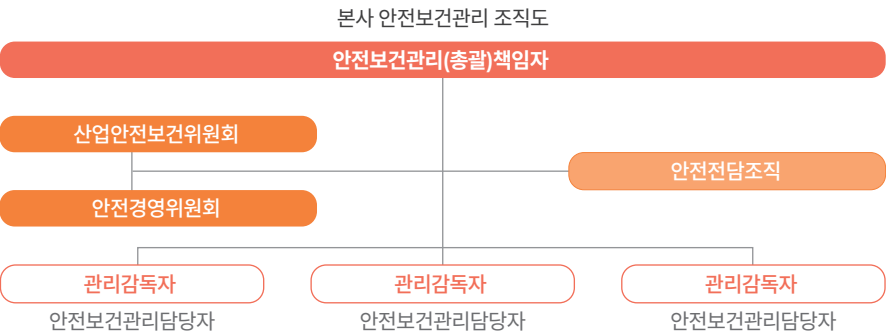 본사 안전보건관리 조직도
안전보건관리(총괄)책임자
산업안전보건위원회
안전전담조직
안전경영위원회
관리감독자 관리감독자 관리감독자
안전보건관리담당자 안전보건관리담당자 안전보건관리담당자